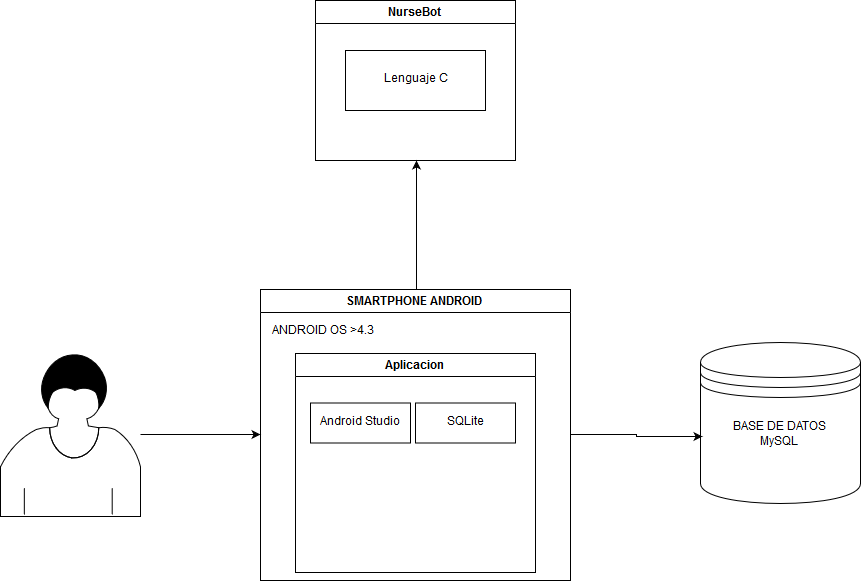 NurseBot
Lenguaje C
SMARTPHONE ANDROID
ANDROID OS >4.3
Aplicacion
Android Studio
SQLite
BASE DE DATOS
MySQL